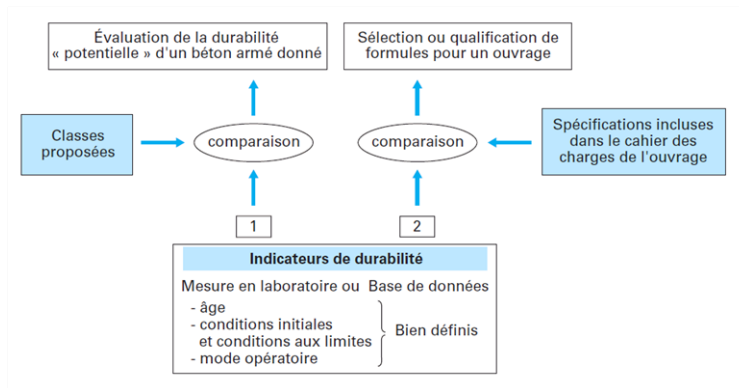 Évaluation de la durabilité
« potentielle » d'un béton armé donné
Sélection ou qualification de
formules pour un ouvrage
Classes
proposées
comparaison
comparaison
Spécifications incluses
dans le cahier des
charges de l'ouvrage
1
2
Indicateurs de durabilité
Mesure en laboratoire ou Base de données
- âge
- conditions initiales
et conditions aux limites
- mode opératoire
Bien définis